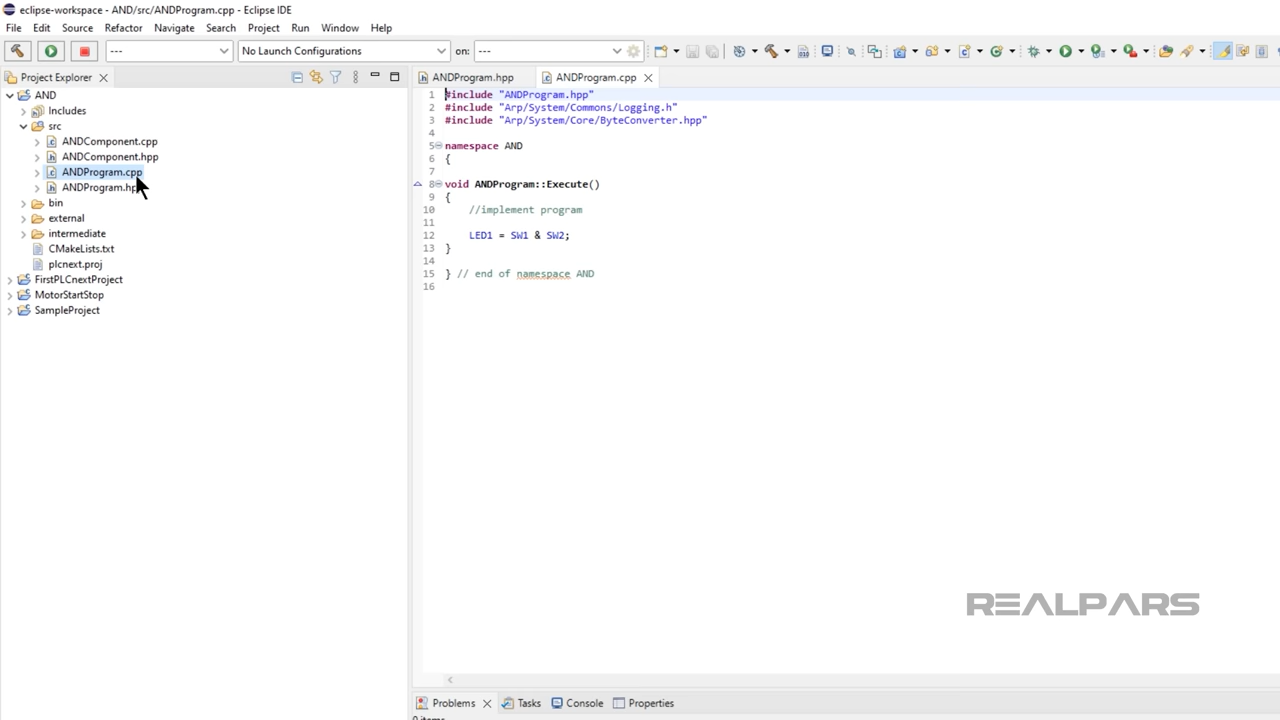 eclipse-workspace - AND/src/ANDProgram.cpp - Eclipse IDE
File Edit Source Refactor Navigate Search Project Run Window Help
--- No Launch Configurations on: ---
Project Explorer
ANDProgram.hpp ANDProgram.cpp
AND
Includes
src
ANDComponent.cpp
ANDComponent.hpp
ANDProgram.cpp
bin
external
intermediate
CMakeLists.txt
plcnext.proj
FirstPLCnextProject
MotorStartStop
SampleProject
1 #include "ANDProgram.hpp"
2 #include "Arp/System/Commons/Logging.h"
3 #include "Arp/System/Core/ByteConverter.hpp"
4
5 namespace AND
6 {
7
8 void ANDProgram::Execute()
9 {
10 //implement program
11
12 LED1 = SW1 & SW2;
13 }
14
15 } // end of namespace AND
16
REALPARS
Problems Tasks Console Properties
0 items